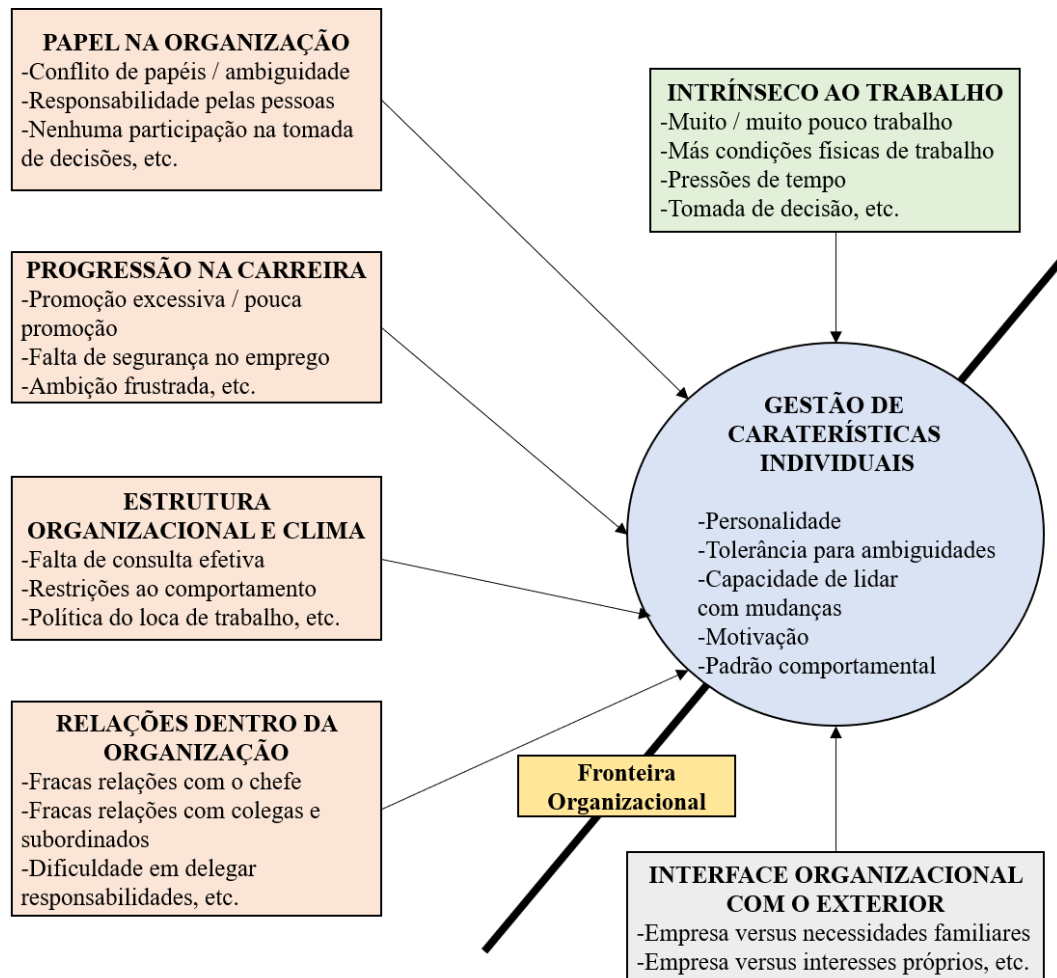 PAPEL NA ORGANIZAÇÃO
-Conflito de papéis / ambiguidade
-Responsabilidade pelas pessoas
-Nenhuma participação na tomada
de decisões, etc.
INTRÍNSECO AO TRABALHO
-Muito / muito pouco trabalho
-Más condições físicas de trabalho
-Pressões de tempo
-Tomada de decisão, etc.
PROGRESSÃO NA CARREIRA
-Promoção excessiva / pouca
promoção
-Falta de segurança no emprego
-Ambição frustrada, etc.
GESTÃO DE
CARATERÍSTICAS
INDIVIDUAIS
-Personalidade
-Tolerância para ambiguidades
-Capacidade de lidar
com mudanças
-Motivação
-Padrão comportamental
ESTRUTURA
ORGANIZACIONAL E CLIMA
-Falta de consulta efetiva
-Restrições ao comportamento
-Política do loca de trabalho, etc.
RELAÇÕES DENTRO DA
ORGANIZAÇÃO
-Fracas relações com o chefe
-Fracas relações com colegas e
subordinados
-Dificuldade em delegar
responsabilidades, etc.
Fronteira
Organizacional
INTERFACE ORGANIZACIONAL
COM O EXTERIOR
-Empresa versus necessidades familiares
-Empresa versus interesses próprios, etc.